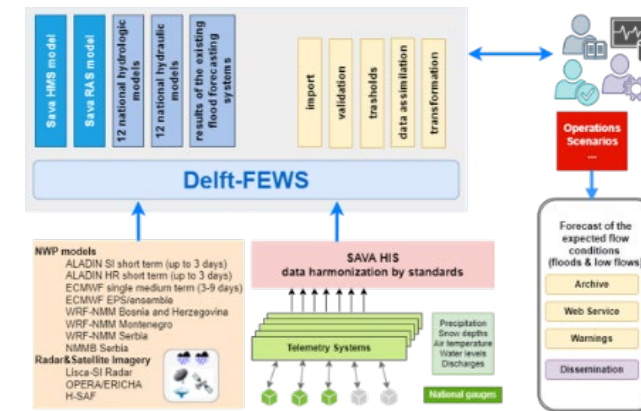 Sava HMS model
Sava RAS model
12 national hydrologic
models
12 national hydraulic
models
results of the existing
flood forecasting
systems
import
validation
trasholds
data assimilation
transformation
Delft-FEWS
Operations
Scenarios
...
NWP models
ALADIN SI short term (up to 3 days)
ALADIN HR short term (up to 3 days)
ECMWF single medium term (3-9 days)
ECMWF EPS/ensemble
WRF-NMM Bosnia and Herzegovina
WRF-NMM Montenegro
WRF-NMM Serbia
NMMB Serbia
Radar&Satellite Imagery
Lisca-SI Radar
OPERA/ERICHA
H-SAF
SAVA HIS
data harmonization by standards
Telemetry Systems
Precipitation
Snow depths
Air temperature
Water levels
Discharges
National gauges
Forecast of the
expected flow
conditions
(floods & low flows)
Archive
Web Service
Warnings
Dissemination